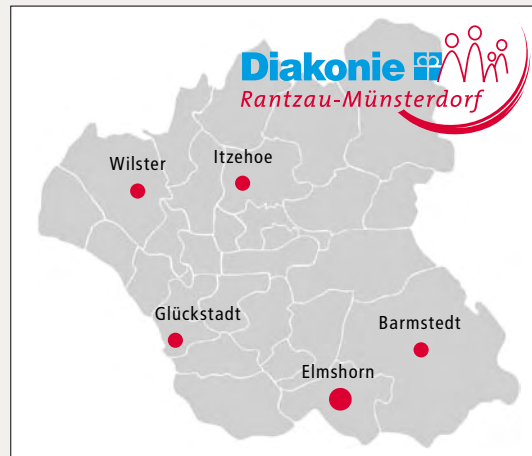 Diakonie
Rantzau-Münsterdorf
Wilster
Itzehoe
Glückstadt
Barmstedt
Elmshorn